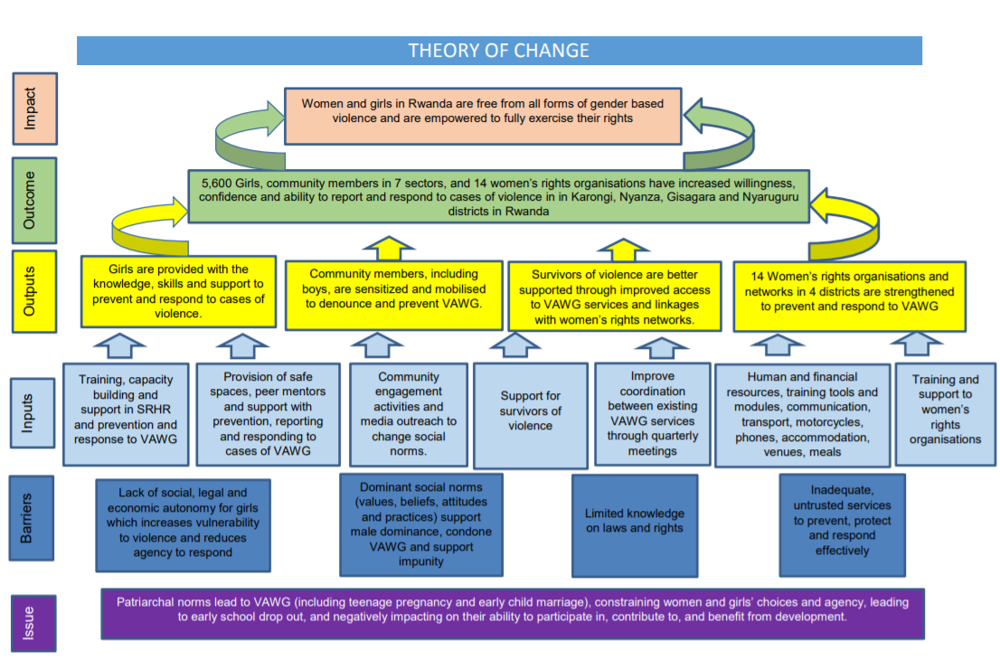 THEORY OF CHANGE
Impact
Women and girls in Rwanda are free from all forms of gender based
violence and are empowered to fully exercise their rights
Outcome
5,600 Girls, community members in 7 sectors, and 14 women's rights organisations have increased willingness,
confidence and ability to report and respond to cases of violence in in Karongi, Nyanza, Gisagara and Nyaruguru
districts in Rwanda
Outputs
Girls are provided with the
knowledge, skills and support to
prevent and respond to cases of
violence.
Community members, including
boys, are sensitized and mobilised
to denounce and prevent VAWG.
Survivors of violence are better
supported through improved access
to VAWG services and linkages
with women's rights networks.
14 Women's rights organisations and
networks in 4 districts are strengthened
to prevent and respond to VAWG
Inputs
Training, capacity
building and
support in SRHR
and prevention and
response to VAWG
Provision of safe
spaces, peer mentors
and support with
prevention, reporting
and responding to
cases of VAWG
Community
engagement
activities and
media outreach to
change social
norms.
Support for
survivors of
violence
Improve
coordination
between existing
VAWG services
through quarterly
meetings
Human and financial
resources, training tools and
modules, communication,
transport, motorcycles,
phones, accommodation,
venues, meals
Training and
support to
women's
rights
organisations
Barriers
Lack of social, legal and
economic autonomy for girls
which increases vulnerability
to violence and reduces
agency to respond
Dominant social norms
(values, beliefs, attitudes
and practices) support
male dominance, condone
VAWG and support
impunity
Limited knowledge
on laws and rights
Inadequate,
untrusted services
to prevent, protect
and respond
effectively
Issue
Patriarchal norms lead to VAWG (including teenage pregnancy and early child marriage), constraining women and girls' choices and agency, leading
to early school drop out, and negatively impacting on their ability to participate in, contribute to, and benefit from development.